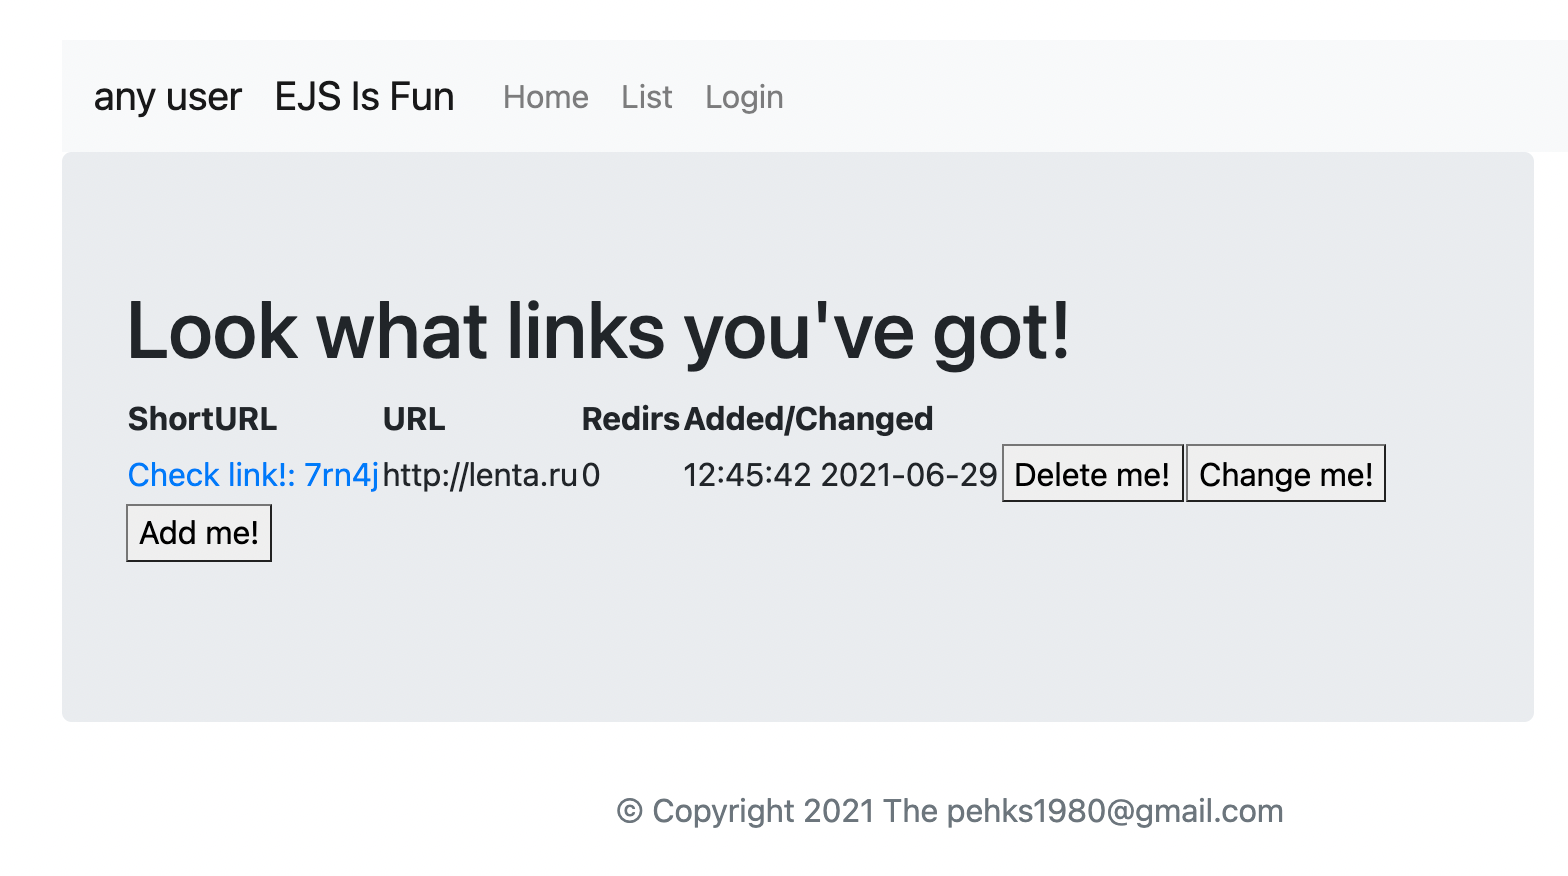 any user EJS Is Fun Home List Login
Look what links you've got!
ShortURL URL Redirs Added/Changed
Check link!: 7rn4j http://lenta.ru 0 12:45:42 2021-06-29 Delete me! Change me!
Add me!
© Copyright 2021 The pehks1980@gmail.com